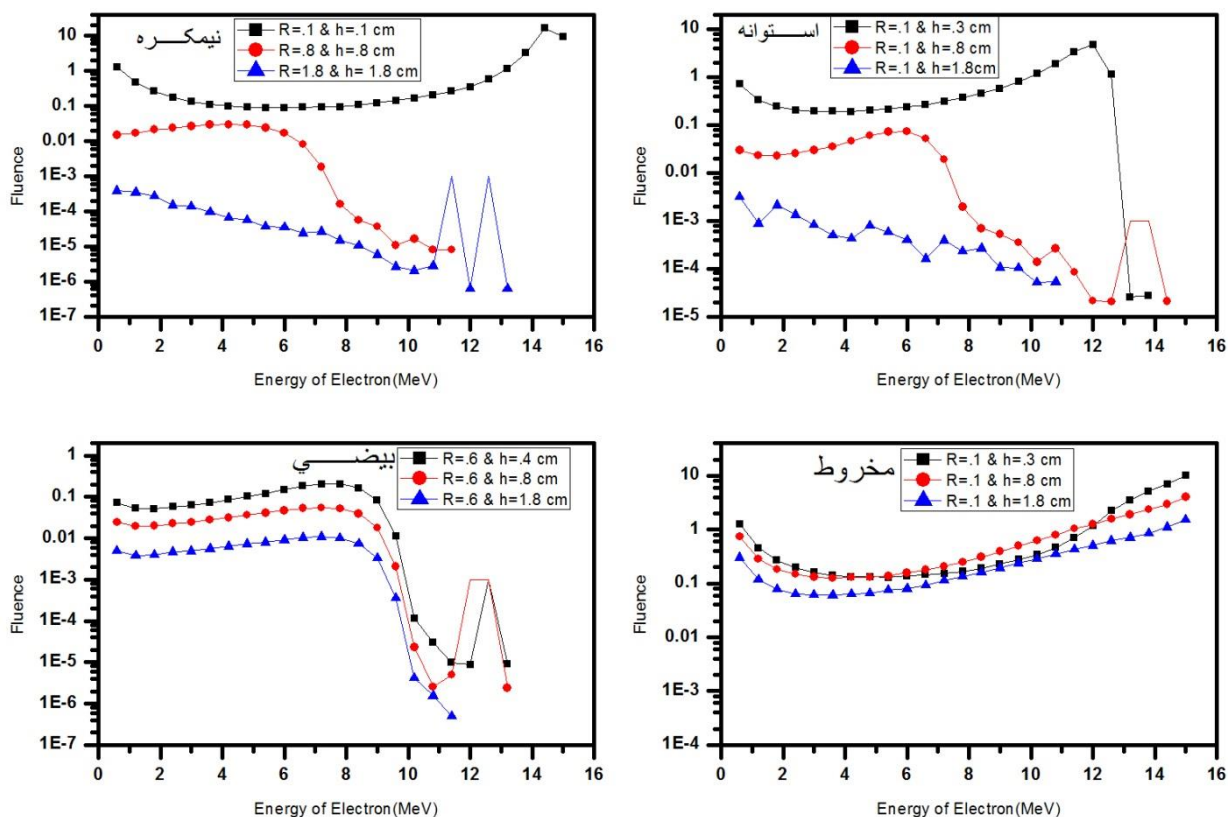 نیمکـــره
R=.1 & h=.1 cm
R=.8 & h=.8 cm
R=1.8 & h= 1.8 cm
10
1
0.1
0.01
1E-3
1E-4
1E-5
1E-6
1E-7
Fluence
0 2 4 6 8 10 12 14 16
Energy of Electron(MeV)
استوانه
R=.1 & h=.3 cm
R=.1 & h=.8 cm
R=.1 & h=1.8cm
10
1
0.1
0.01
1E-3
1E-4
1E-5
Fluence
0 2 4 6 8 10 12 14 16
Energy of Electron(MeV)
بيضـــي
R=.6 & h=.4 cm
R=.6 & h=.8 cm
R=.6 & h=1.8 cm
1
0.1
0.01
1E-3
1E-4
1E-5
1E-6
1E-7
Fluence
0 2 4 6 8 10 12 14 16
Energy of Electron(MeV)
مخروط
R=.1 & h=.3 cm
R=.1 & h=.8 cm
R=.1 & h=1.8 cm
10
1
0.1
0.01
1E-3
1E-4
Fluence
0 2 4 6 8 10 12 14 16
Energy of Electron(MeV)